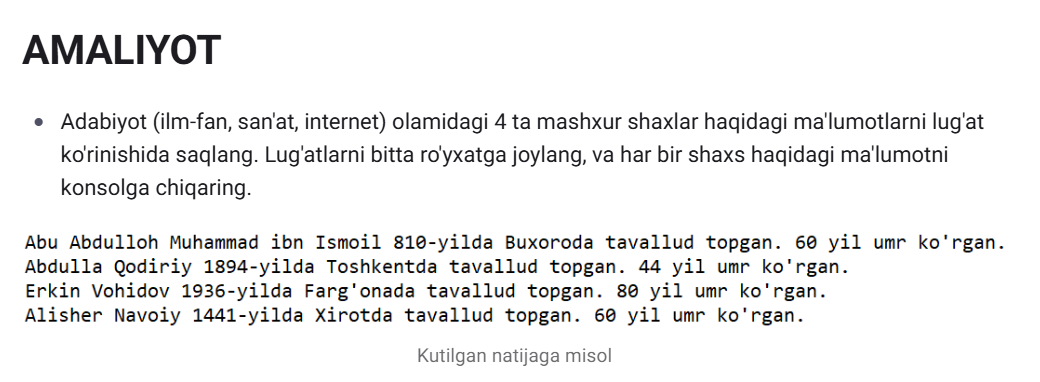 AMALIYOT
• Adabiyot (ilm-fan, san'at, internet) olamidagi 4 ta mashxur shaxlar haqidagi ma'lumotlarni lug'at
ko'rinishida saqlang. Lug'atlarni bitta ro'yxatga joylang, va har bir shaxs haqidagi ma'lumotni
konsolga chiqaring.
Abu Abdulloh Muhammad ibn Ismoil 810-yilda Buxoroda tavallud topgan. 60 yil umr ko'rgan.
Abdulla Qodiriy 1894-yilda Toshkentda tavallud topgan. 44 yil umr ko'rgan.
Erkin Vohidov 1936-yilda Farg'onada tavallud topgan. 80 yil umr ko'rgan.
Alisher Navoiy 1441-yilda Xirotda tavallud topgan. 60 yil umr ko'rgan.
Kutilgan natijaga misol